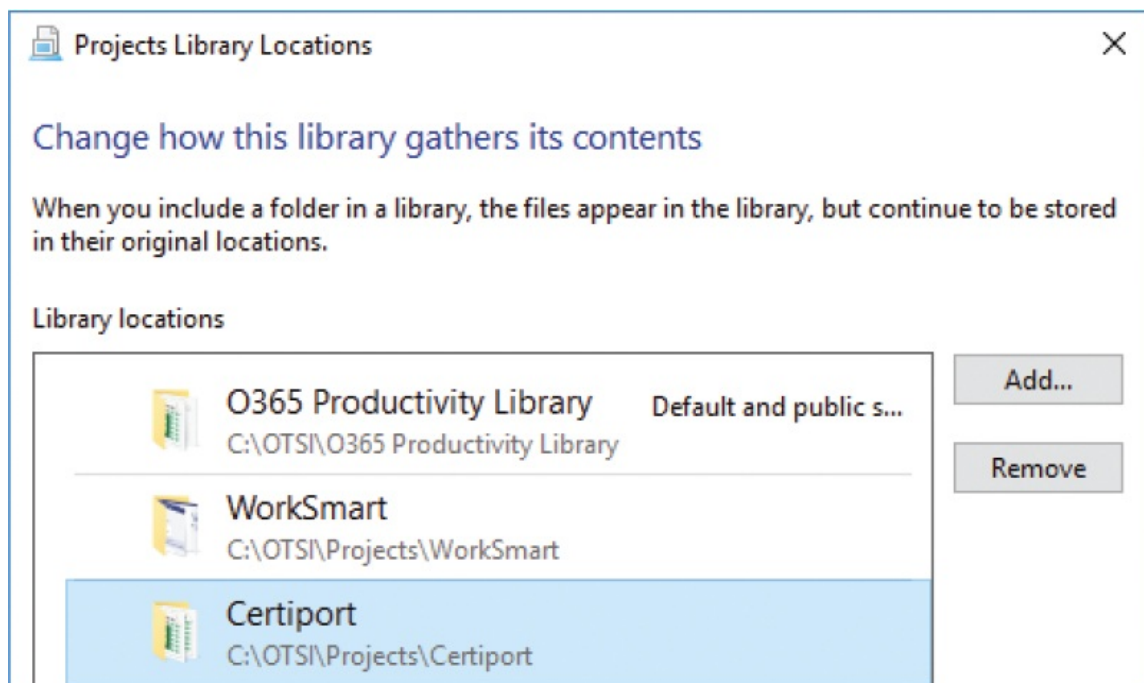 Projects Library Locations
Change how this library gathers its contents
When you include a folder in a library, the files appear in the library, but continue to be stored
in their original locations.
Library locations
Add...
O365 Productivity Library Default and public s...
C:\OTSI\O365 Productivity Library
Remove
WorkSmart
C:\OTSI\Projects\WorkSmart
Certiport
C:\OTSI\Projects\Certiport